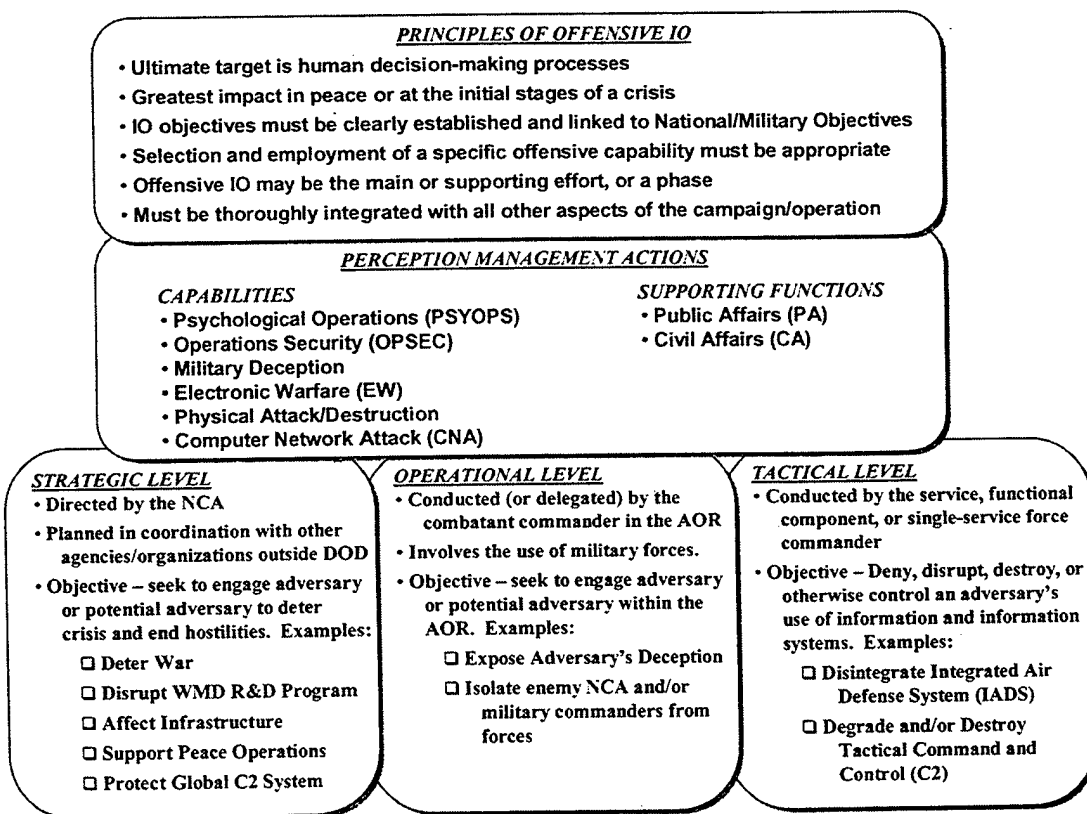 PRINCIPLES OF OFFENSIVE IO
• Ultimate target is human decision-making processes
• Greatest impact in peace or at the initial stages of a crisis
• IO objectives must be clearly established and linked to National/Military Objectives
• Selection and employment of a specific offensive capability must be appropriate
• Offensive IO may be the main or supporting effort, or a phase
• Must be thoroughly integrated with all other aspects of the campaign/operation
PERCEPTION MANAGEMENT ACTIONS
CAPABILITIES
• Psychological Operations (PSYOPS)
• Operations Security (OPSEC)
• Military Deception
• Electronic Warfare (EW)
• Physical Attack/Destruction
• Computer Network Attack (CNA)
SUPPORTING FUNCTIONS
• Public Affairs (PA)
• Civil Affairs (CA)
STRATEGIC LEVEL
• Directed by the NCA
• Planned in coordination with other
agencies/organizations outside DOD
• Objective – seek to engage adversary
or potential adversary to deter
crisis and end hostilities. Examples:
❑ Deter War
❑ Disrupt WMD R&D Program
❑ Affect Infrastructure
❑ Support Peace Operations
❑ Protect Global C2 System
OPERATIONAL LEVEL
• Conducted (or delegated) by the
combatant commander in the AOR
• Involves the use of military forces.
• Objective – seek to engage adversary
or potential adversary within the
AOR. Examples:
❑ Expose Adversary's Deception
❑ Isolate enemy NCA and/or
military commanders from
forces
TACTICAL LEVEL
• Conducted by the service, functional
component, or single-service force
commander
• Objective – Deny, disrupt, destroy, or
otherwise control an adversary's
use of information and information
systems. Examples:
❑ Disintegrate Integrated Air
Defense System (IADS)
❑ Degrade and/or Destroy
Tactical Command and
Control (C2)